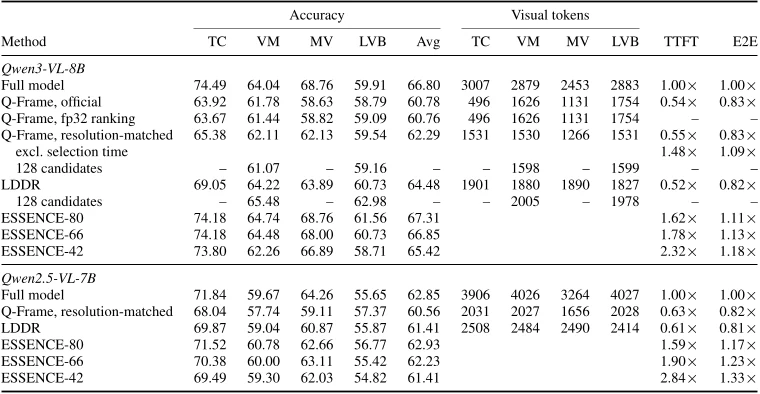 Accuracy Visual tokens
Method TC VM MV LVB Avg TC VM MV LVB TTFT E2E
Qwen3-VL-8B
Full model 74.49 64.04 68.76 59.91 66.80 3007 2879 2453 2883 1.00× 1.00×
Q-Frame, official 63.92 61.78 58.63 58.79 60.78 496 1626 1131 1754 0.54× 0.83×
Q-Frame, fp32 ranking 63.67 61.44 58.82 59.09 60.76 496 1626 1131 1754 – –
Q-Frame, resolution-matched 65.38 62.11 62.13 59.54 62.29 1531 1530 1266 1531 0.55× 0.83×
excl. selection time 1.48× 1.09×
128 candidates – 61.07 – 59.16 – – 1598 – 1599 – –
LDDR 69.05 64.22 63.89 60.73 64.48 1901 1880 1890 1827 0.52× 0.82×
128 candidates – 65.48 – 62.98 – – 2005 – 1978 – –
ESSENCE-80 74.18 64.74 68.76 61.56 67.31 1.62× 1.11×
ESSENCE-66 74.18 64.48 68.00 60.73 66.85 1.78× 1.13×
ESSENCE-42 73.80 62.26 66.89 58.71 65.42 2.32× 1.18×
Qwen2.5-VL-7B
Full model 71.84 59.67 64.26 55.65 62.85 3906 4026 3264 4027 1.00× 1.00×
Q-Frame, resolution-matched 68.04 57.74 59.11 57.37 60.56 2031 2027 1656 2028 0.63× 0.82×
LDDR 69.87 59.04 60.87 55.87 61.41 2508 2484 2490 2414 0.61× 0.81×
ESSENCE-80 71.52 60.78 62.66 56.77 62.93 1.59× 1.17×
ESSENCE-66 70.38 60.00 63.11 55.42 62.23 1.90× 1.23×
ESSENCE-42 69.49 59.30 62.03 54.82 61.41 2.84× 1.33×